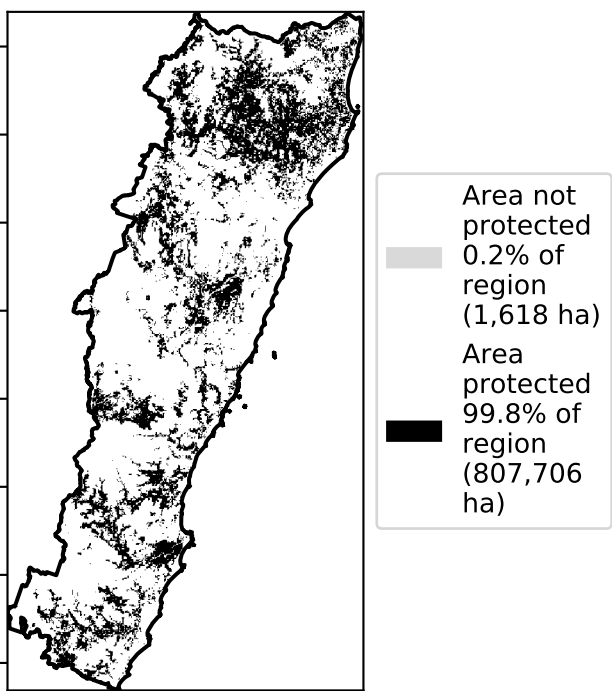 Area not
protected
0.2% of
region
(1,618 ha)
Area
protected
99.8% of
region
(807,706
ha)